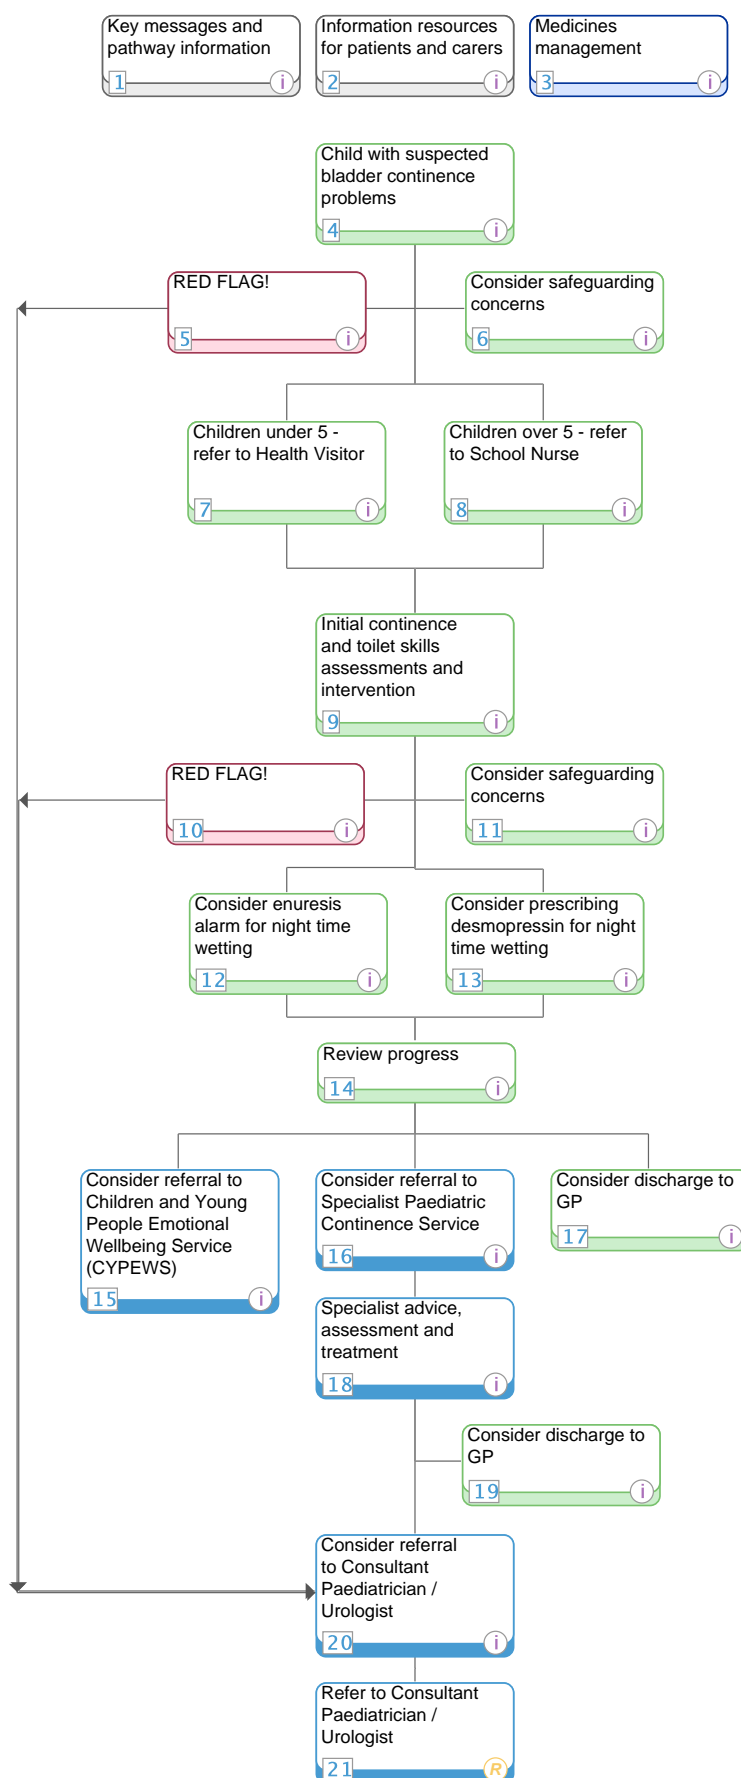 Key messages and
pathway information
1 i
Information resources
for patients and carers
2 i
Medicines
management
3 i
Child with suspected
bladder continence
problems
4 i
RED FLAG!
5 i
Consider safeguarding
concerns
6 i
Children under 5 -
refer to Health Visitor
7 i
Children over 5 - refer
to School Nurse
8 i
Initial continence
and toilet skills
assessments and
intervention
9 i
RED FLAG!
10 i
Consider safeguarding
concerns
11 i
Consider enuresis
alarm for night time
wetting
12 i
Consider prescribing
desmopressin for night
time wetting
13 i
Review progress
14 i
Consider referral to
Children and Young
People Emotional
Wellbeing Service
(CYPEWS)
15 i
Consider referral to
Specialist Paediatric
Continence Service
16 i
Consider discharge to
GP
17 i
Specialist advice,
assessment and
treatment
18 i
Consider discharge to
GP
19 i
Consider referral
to Consultant
Paediatrician /
Urologist
20 i
Refer to Consultant
Paediatrician /
Urologist
21 R